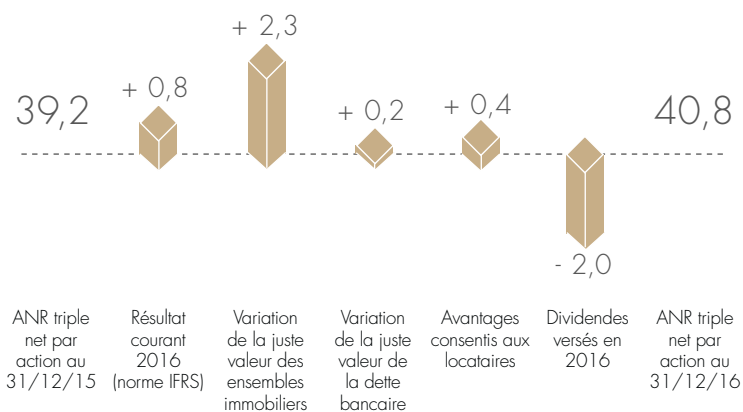 39,2
+ 0,8
+ 2,3
+ 0,2
+ 0,4
- 2,0
40,8
ANR triple
net par
action au
31/12/15
Résultat
courant
2016
(norme IFRS)
Variation
de la juste
valeur des
ensembles
immobiliers
Variation
de la juste
valeur de
la dette
bancaire
Avantages
consentis aux
locataires
Dividendes
versés en
2016
ANR triple
net par
action au
31/12/16